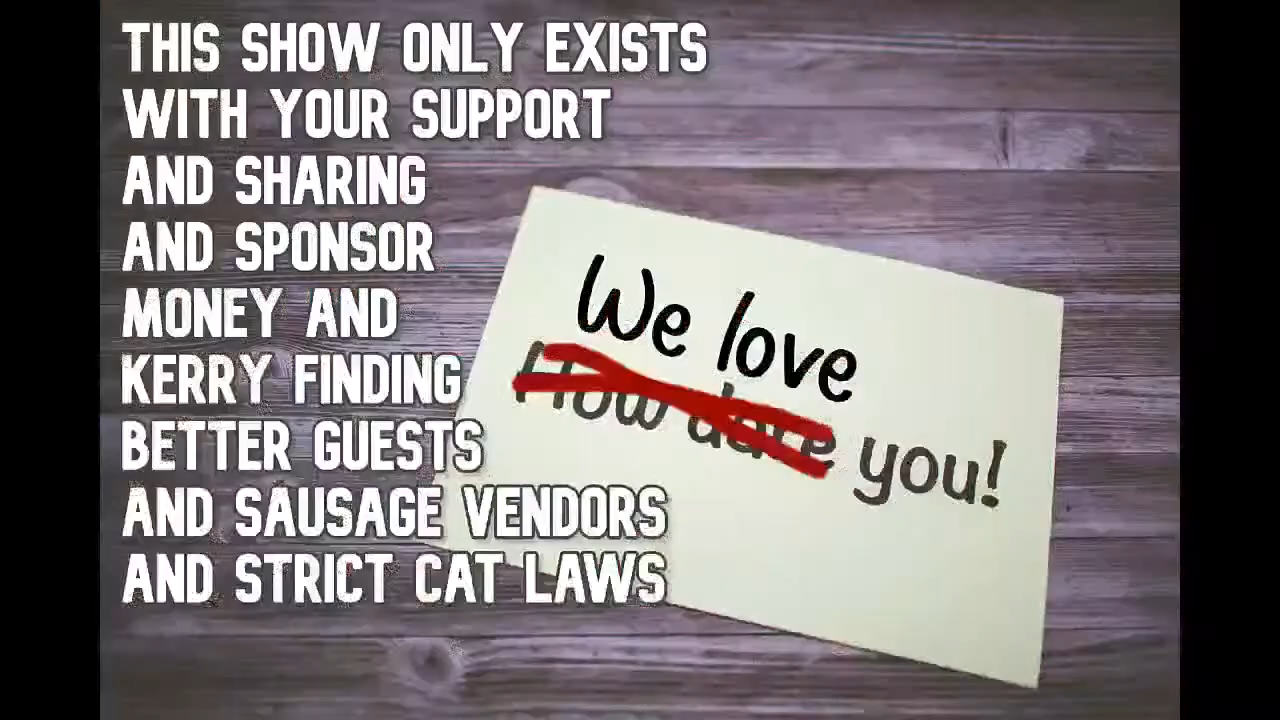 THIS SHOW ONLY EXISTS
WITH YOUR SUPPORT
AND SHARING
AND SPONSOR
MONEY AND
KERRY FINDING
BETTER GUESTS
AND SAUSAGE VENDORS
AND STRICT CAT LAWS
We love
How dare you!